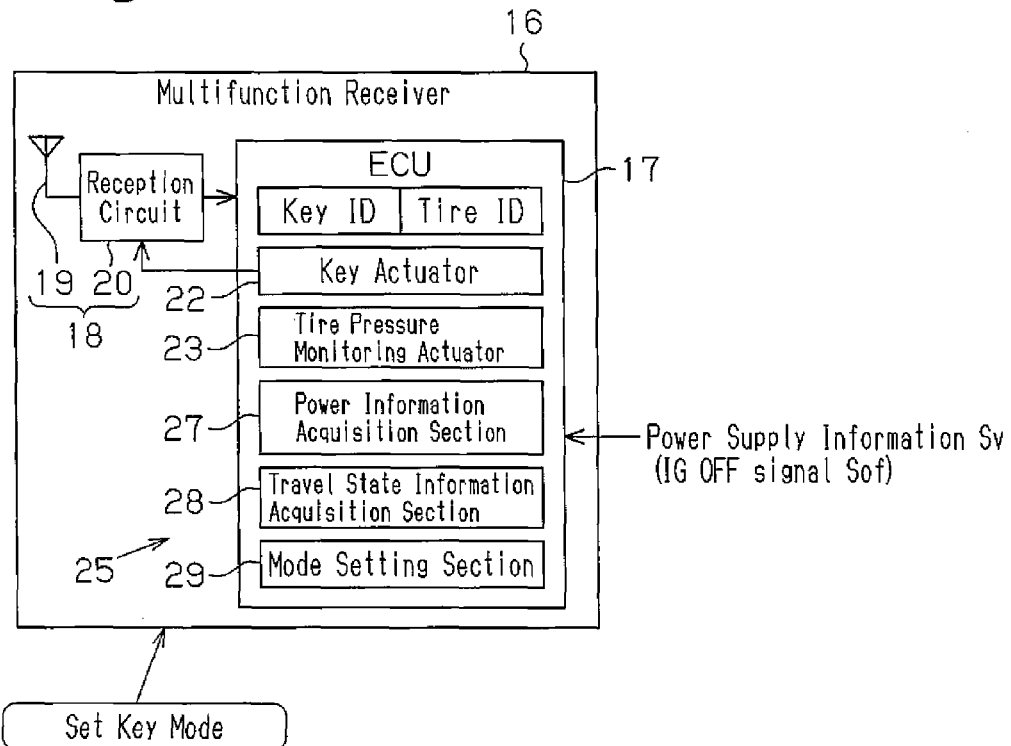 16
Multifunction Receiver
ECU
17
Reception
Circuit
Key ID Tire ID
19 20
18
22
Key Actuator
23
Tire Pressure
Monitoring Actuator
27
Power Information
Acquisition Section
Power Supply Information Sv
(IG OFF signal Sof)
28
Travel State Information
Acquisition Section
25
29
Mode Setting Section
Set Key Mode